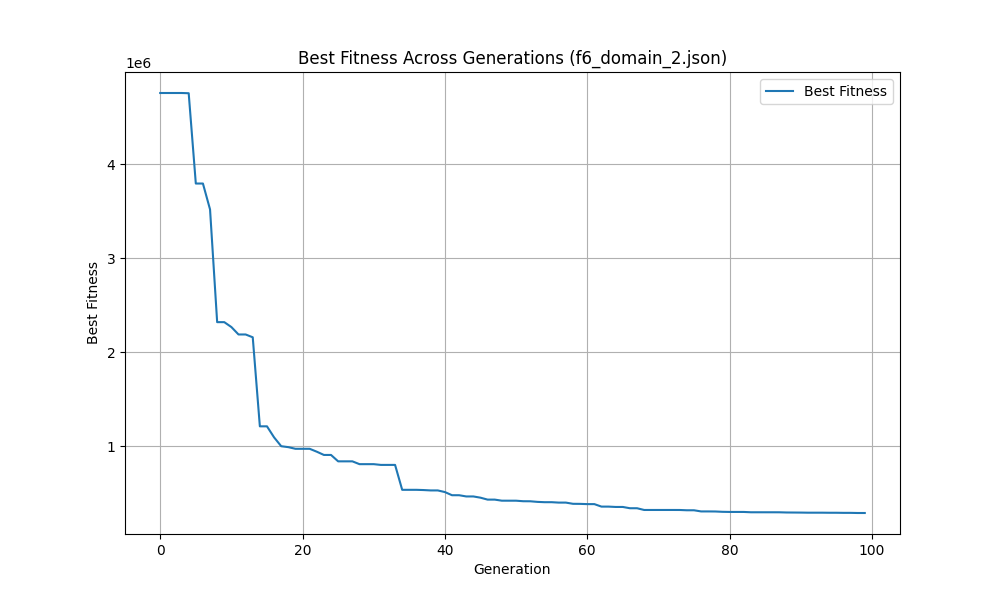 Best Fitness Across Generations (f6_domain_2.json)
1e6
Best Fitness
4
3
2
1
Best Fitness
0 20 40 60 80 100
Generation